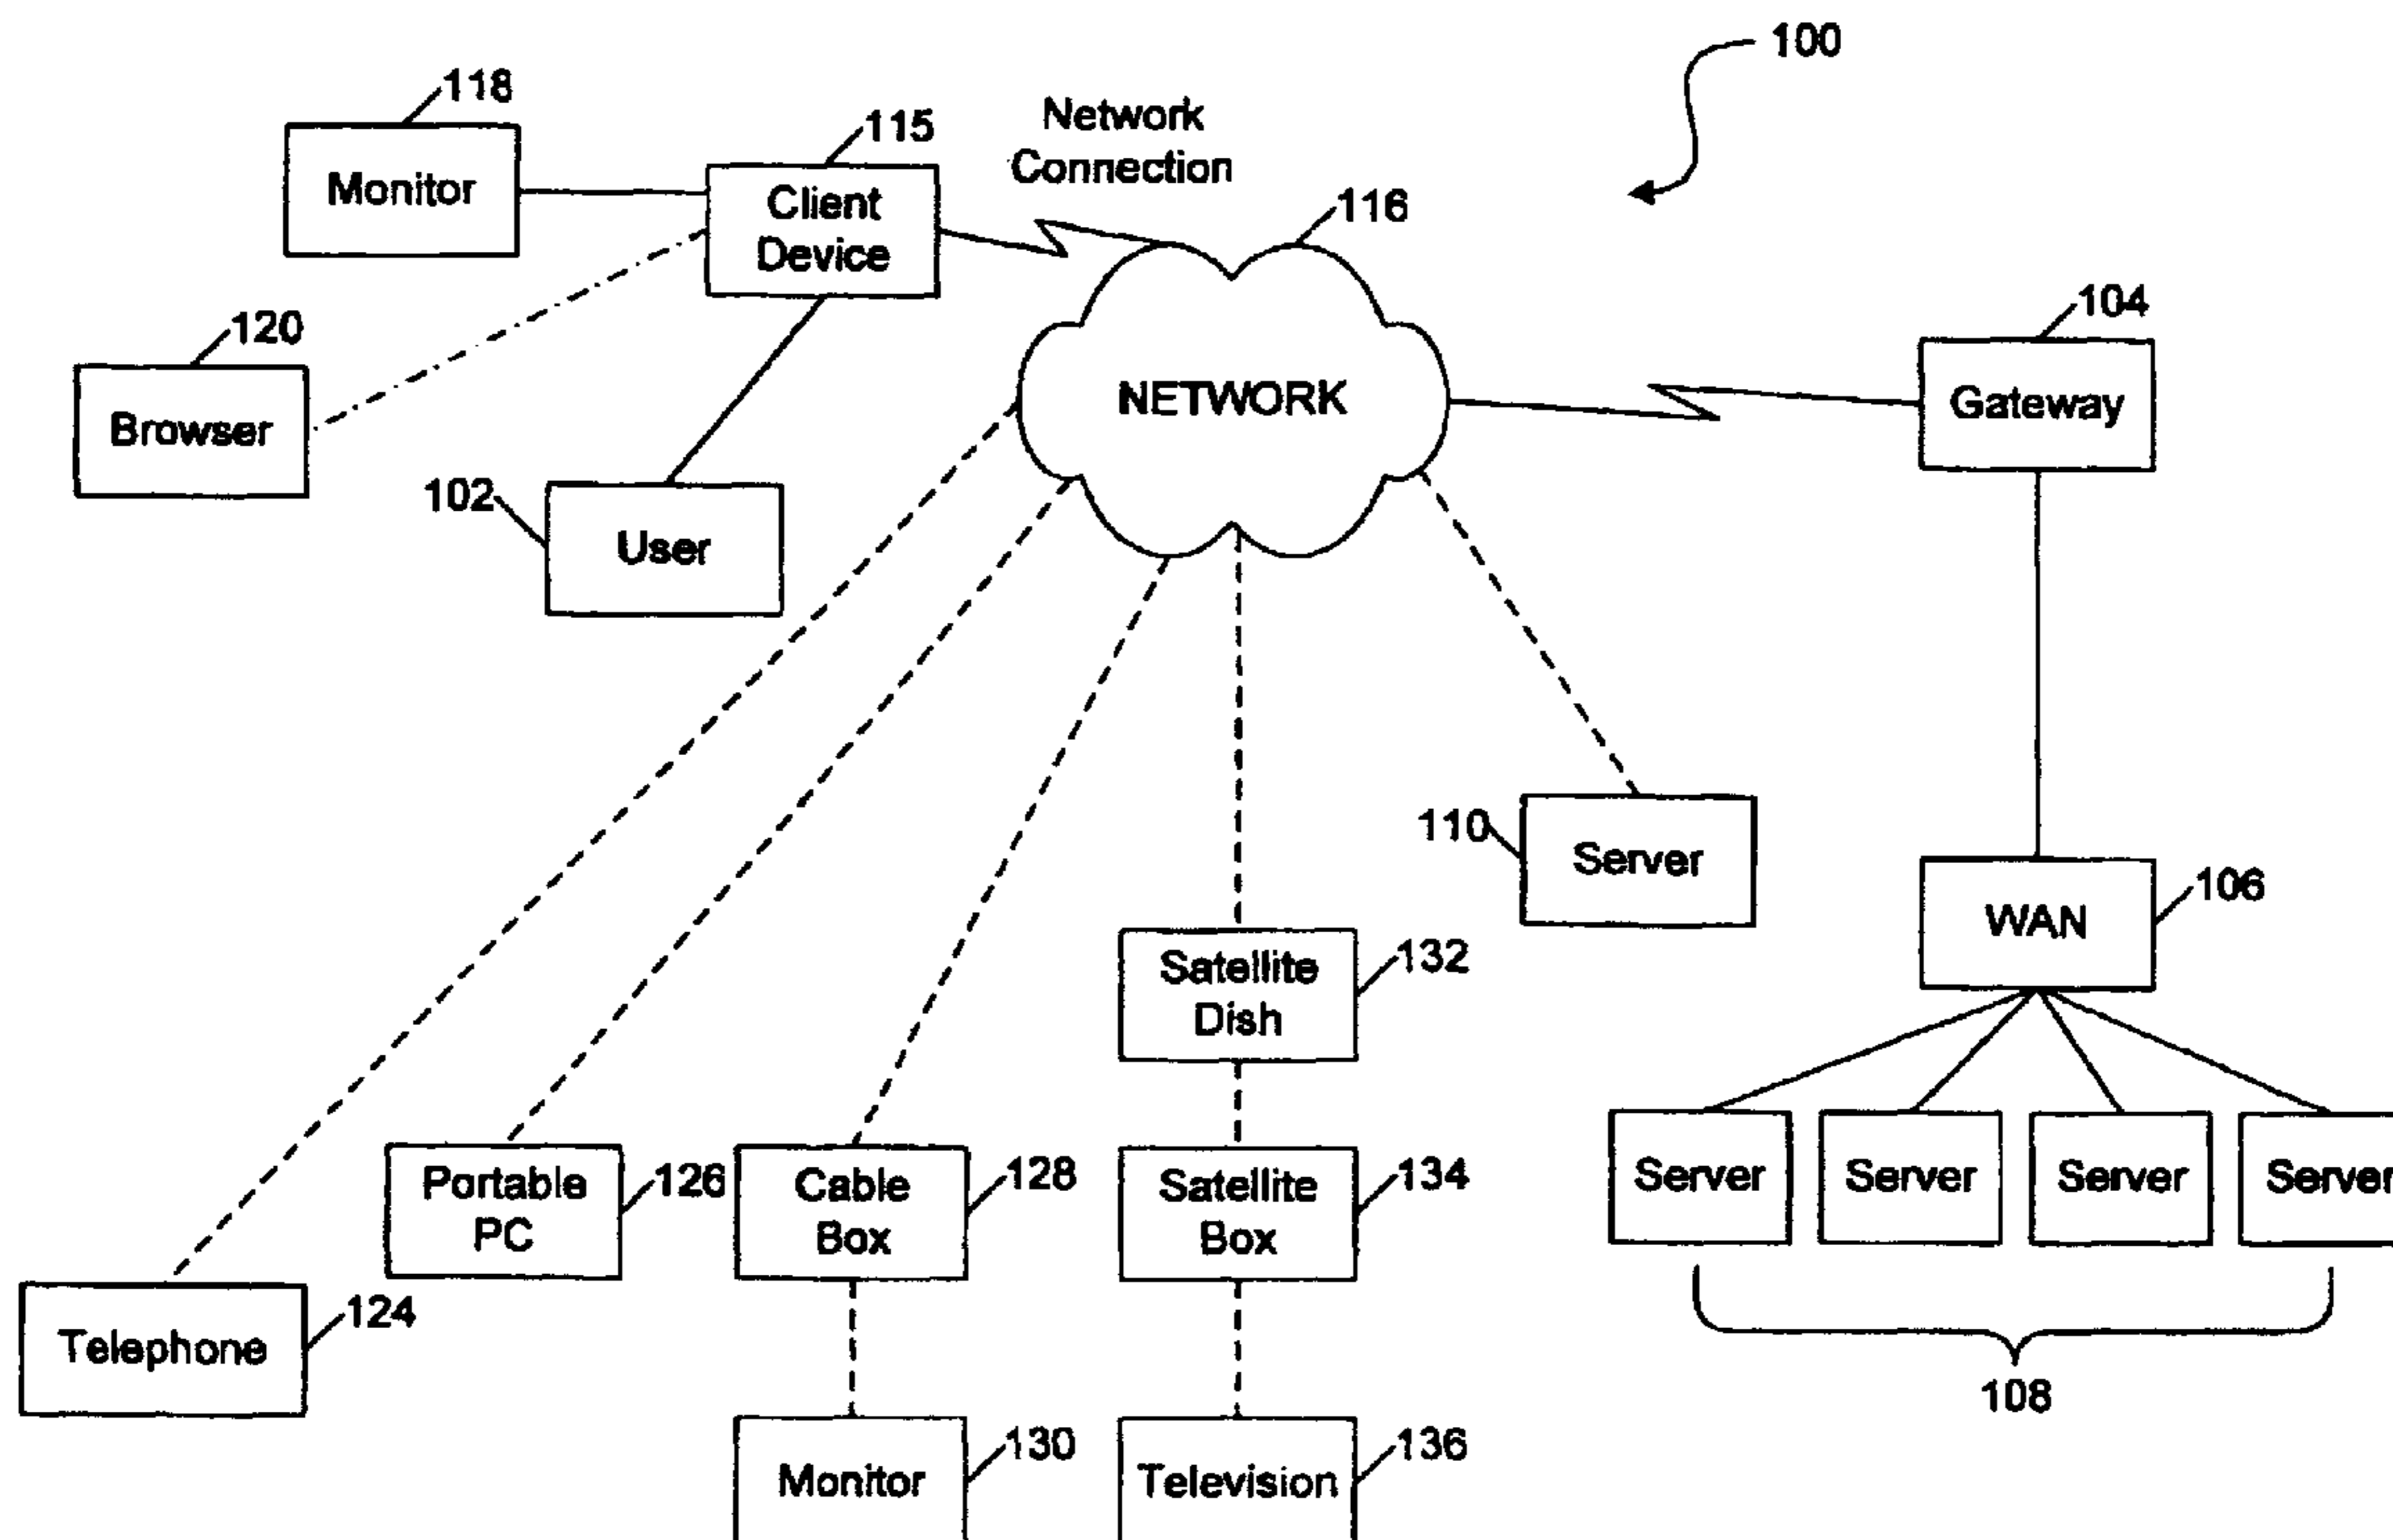 100
118
Monitor
115
Client
Device
Network
Connection
116
120
Browser
102
User
NETWORK
104
Gateway
110
Server
106
WAN
132
Satellite
Dish
Portable
PC
126
Cable
Box
128
Satellite
Box
134
Server
Server
Server
Server
108
Telephone
124
Monitor
130
Television
136